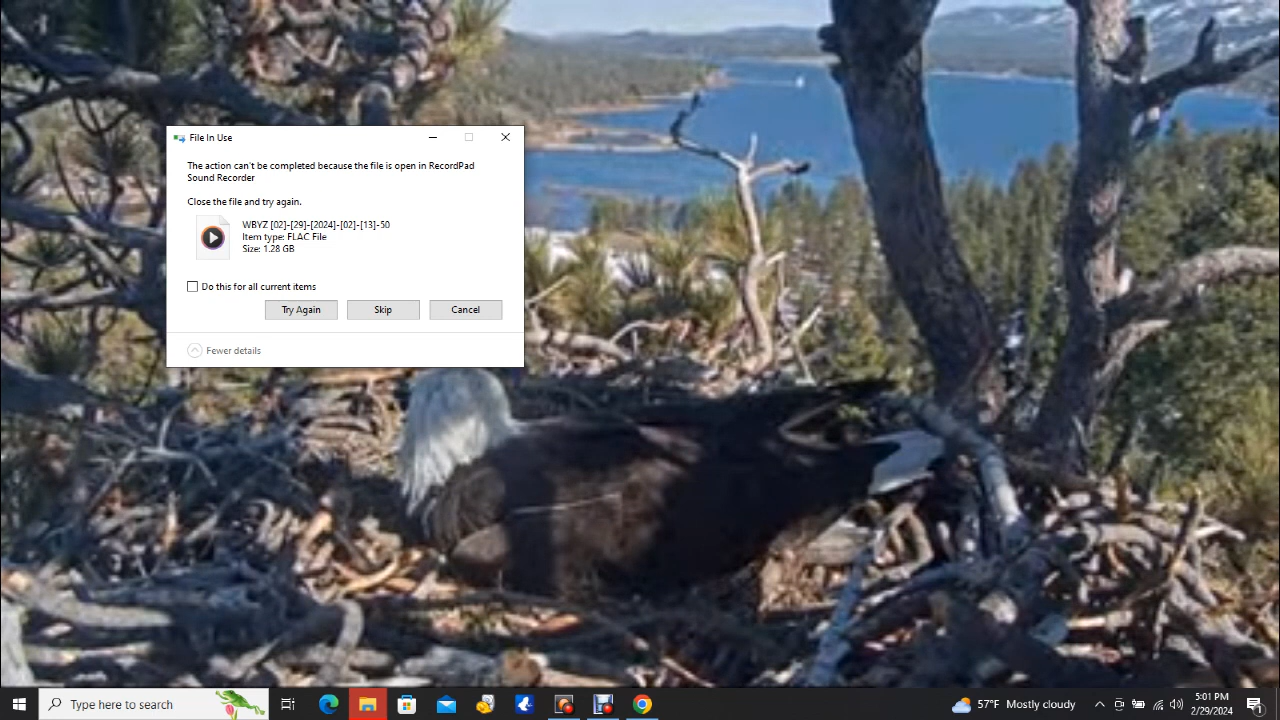 File In Use
The action can't be completed because the file is open in RecordPad
Sound Recorder
Close the file and try again.
WBYZ [02]-[29]-[2024]-[02]-[13]-50
Item type: FLAC File
Size: 1.28 GB
Do this for all current items
Try Again
Skip
Cancel
Fewer details
Type here to search
57°F Mostly cloudy
5:01 PM
2/29/2024
1